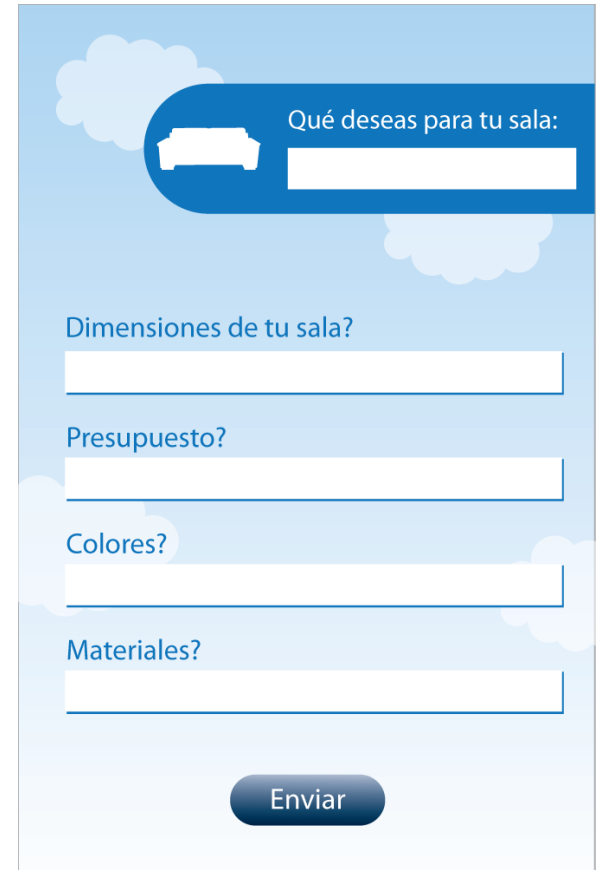 Qué deseas para tu sala:
Dimensiones de tu sala?
Presupuesto?
Colores?
Materiales?
Enviar